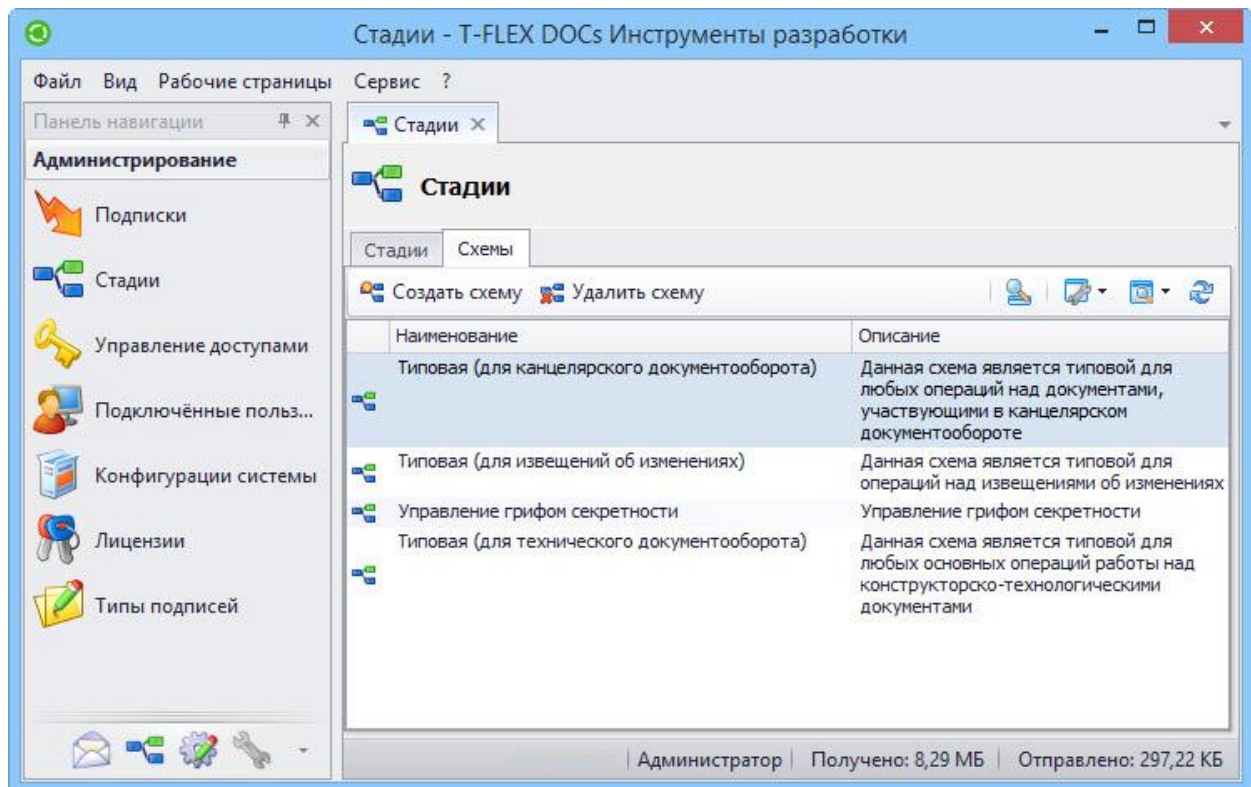 Стадии - T-FLEX DOCs Инструменты разработки
Файл Вид Рабочие страницы Сервис ?
Панель навигации
Администрирование
Подписки
Стадии
Управление доступами
Подключённые польз...
Конфигурации системы
Лицензии
Типы подписей
Стадии
Стадии
Стадии Схемы
Создать схему Удалить схему
Наименование Описание
Типовая (для канцелярского документооборота) Данная схема является типовой для
любых операций над документами,
участвующими в канцелярском
документообороте
Типовая (для извещений об изменениях) Данная схема является типовой для
операций над извещениями об изменениях
Управление грифом секретности Управление грифом секретности
Типовая (для технического документооборота) Данная схема является типовой для
любых основных операций работы над
конструкторско-технологическими
документами
Администратор Получено: 8,29 МБ Отправлено: 297,22 КБ